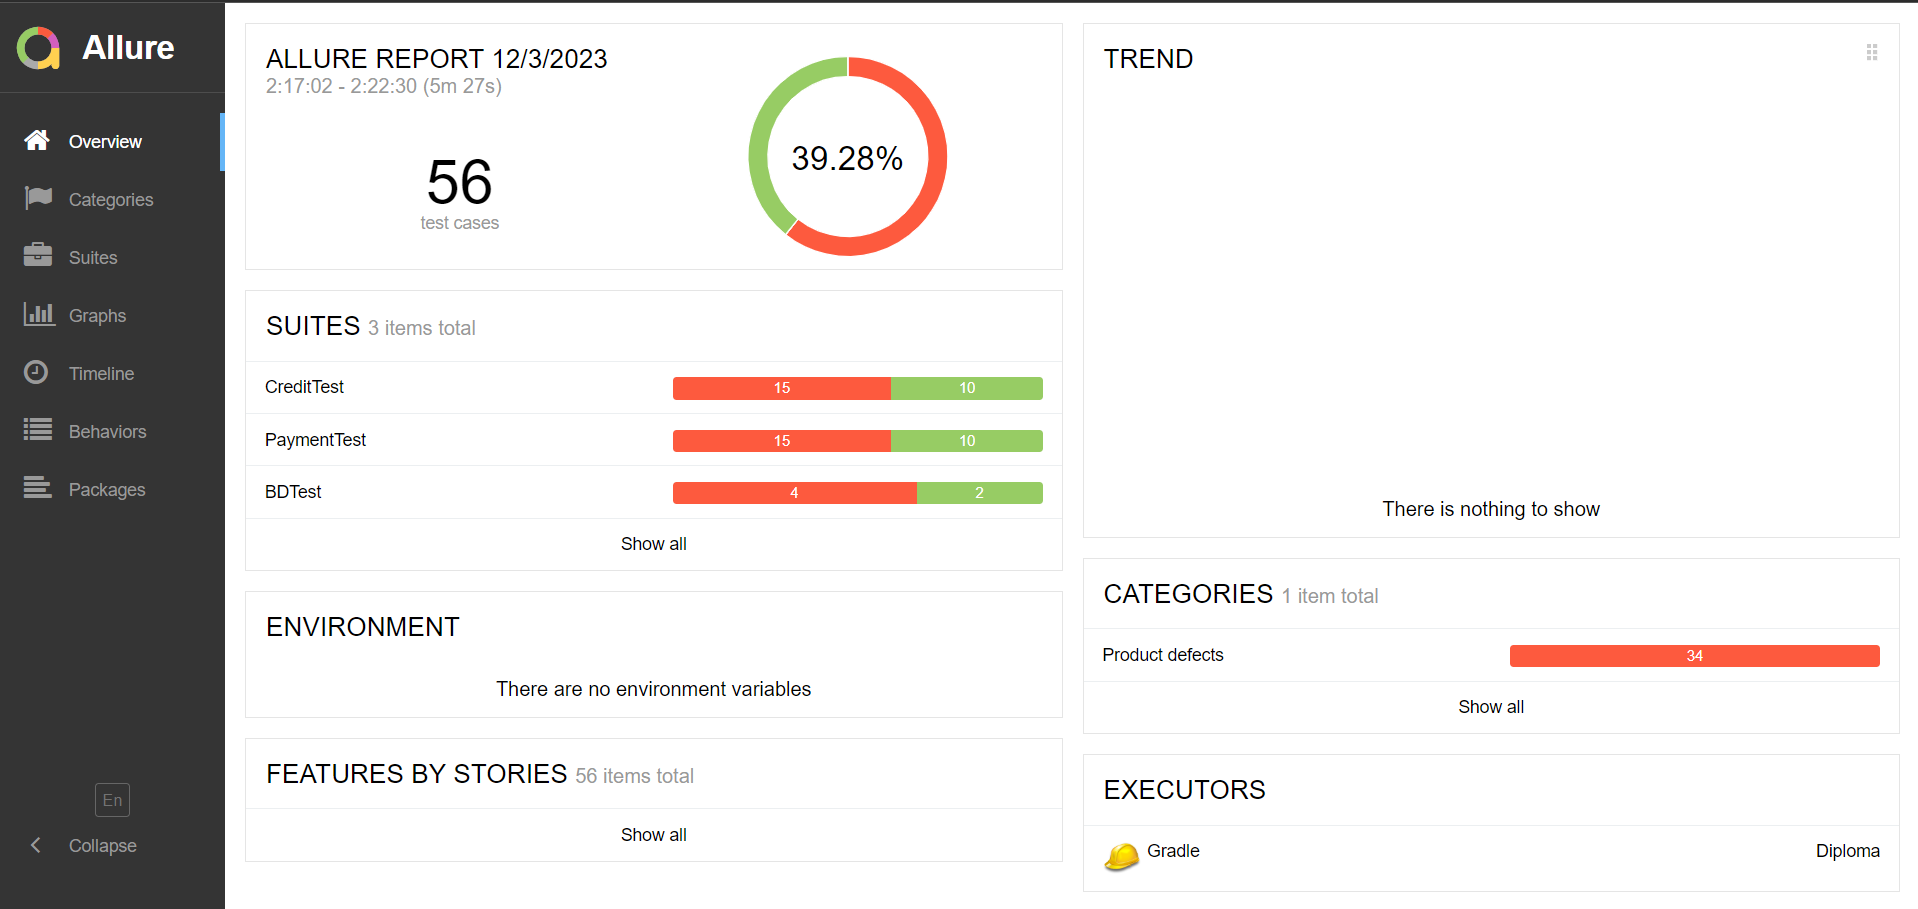 Allure
Overview
Categories
Suites
Graphs
Timeline
Behaviors
Packages
En
Collapse
ALLURE REPORT 12/3/2023
2:17:02 - 2:22:30 (5m 27s)
56
test cases
39.28%
SUITES 3 items total
CreditTest 15 10
PaymentTest 15 10
BDTest 4 2
Show all
ENVIRONMENT
There are no environment variables
FEATURES BY STORIES 56 items total
Show all
TREND
There is nothing to show
CATEGORIES 1 item total
Product defects 34
Show all
EXECUTORS
Gradle Diploma